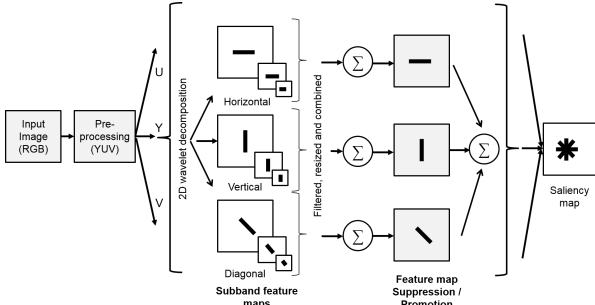 Input
Image
(RGB)
Pre-
processing
(YUV)
U
Y
V
2D wavelet decomposition
Horizontal
Vertical
Diagonal
Subband feature
maps
Filtered, resized and combined
∑
∑
∑
Feature map
Suppression /
Promotion
∑
Saliency
map